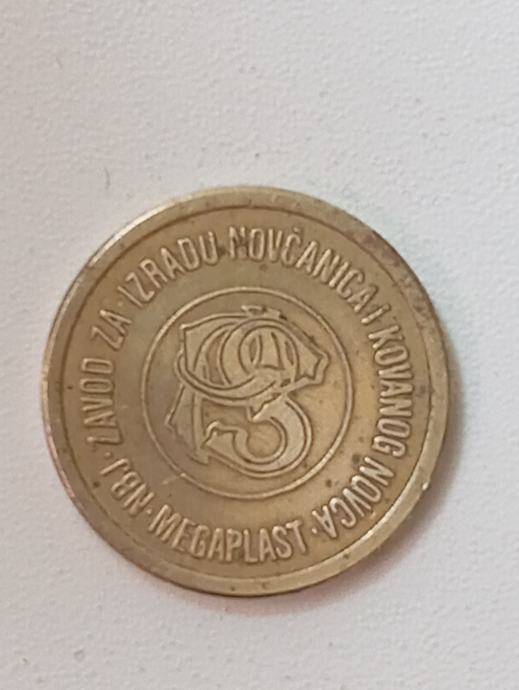 NBJ · ZAVOD ZA · IZRADU NOVČANICA I KOVANOG NOVCA · MEGAPLAST ·